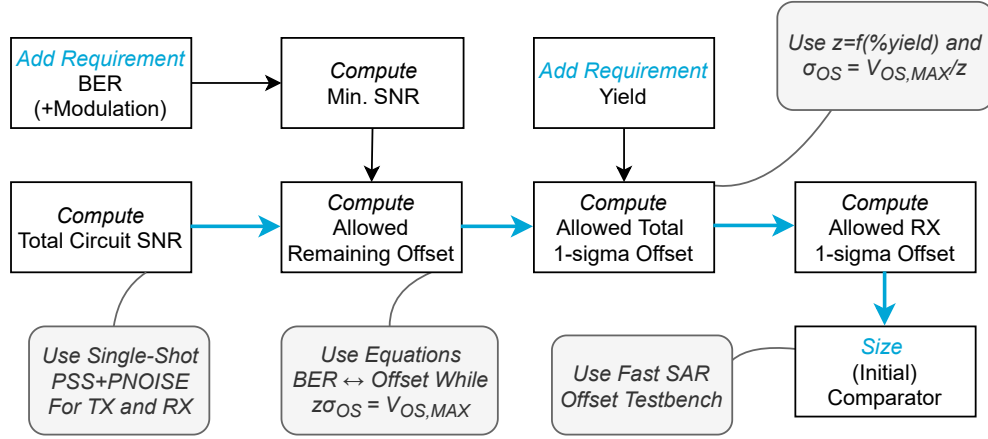 Add Requirement
BER
(+Modulation)
Compute
Min. SNR
Add Requirement
Yield
Use z=f(%yield) and
σOS = VOS,MAX/z
Compute
Total Circuit SNR
Compute
Allowed
Remaining Offset
Compute
Allowed Total
1-sigma Offset
Compute
Allowed RX
1-sigma Offset
Use Single-Shot
PSS+PNOISE
For TX and RX
Use Equations
BER ↔ Offset While
zσOS = VOS,MAX
Use Fast SAR
Offset Testbench
Size
(Initial)
Comparator